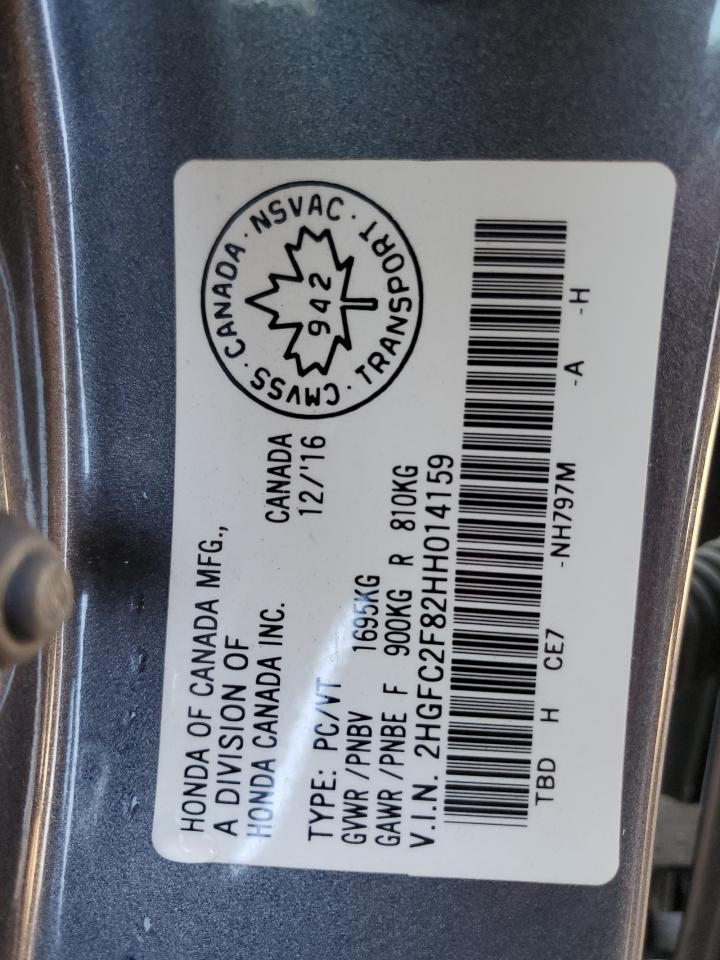 HONDA OF CANADA MFG.,
A DIVISION OF
HONDA CANADA INC.
CANADA
12/'16
CMVSS · CANADA · NSVAC · TRANSPORT ·
942
TYPE: PC/VT
GVWR /PNBV 1695KG
GAWR /PNBE F 900KG R 810KG
V.I.N. 2HGFC2F82HH014159
TBD H CE7 -NH797M -A -H